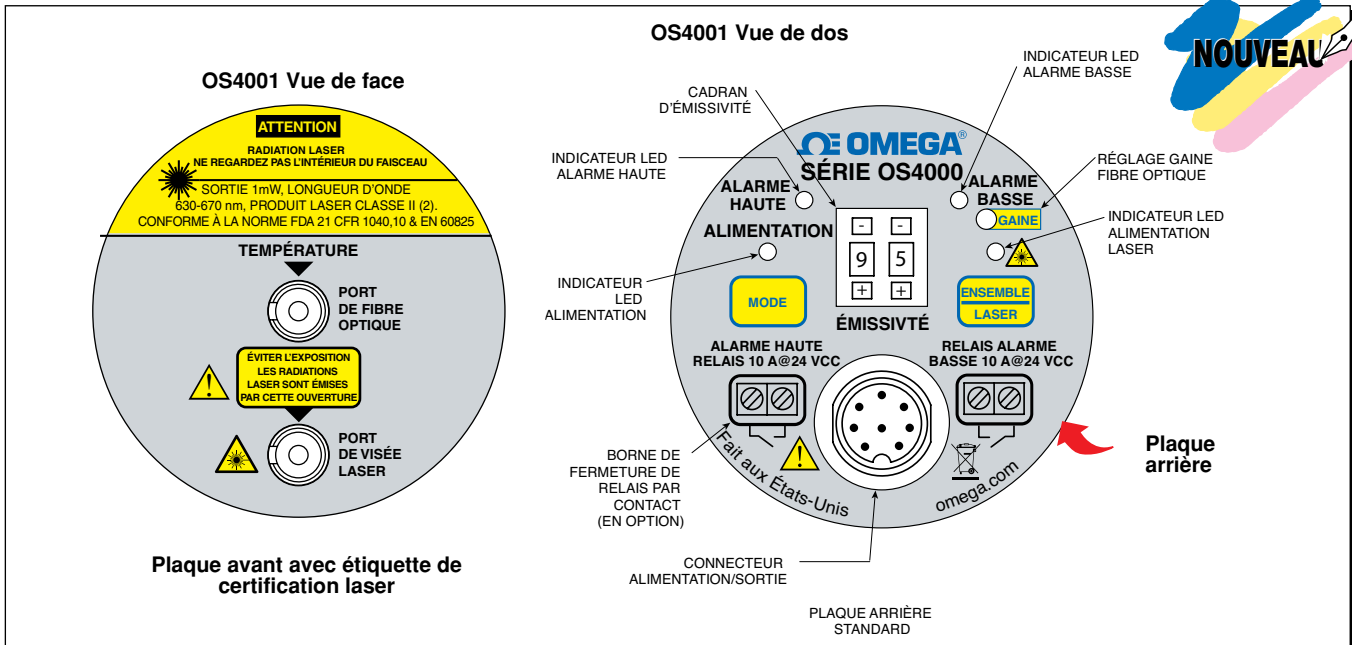 NOUVEAU
OS4001 Vue de face
ATTENTION
RADIATION LASER
NE REGARDEZ PAS L'INTÉRIEUR DU FAISCEAU
SORTIE 1mW, LONGUEUR D'ONDE
630-670 nm, PRODUIT LASER CLASSE II (2).
CONFORME À LA NORME FDA 21 CFR 1040,10 & EN 60825
TEMPÉRATURE
PORT
DE FIBRE
OPTIQUE
ÉVITER L'EXPOSITION
LES RADIATIONS
LASER SONT ÉMISES
PAR CETTE OUVERTURE
PORT
DE VISÉE
LASER
Plaque avant avec étiquette de
certification laser
OS4001 Vue de dos
INDICATEUR LED
ALARME BASSE
CADRAN
D'ÉMISSIVITÉ
INDICATEUR LED
ALARME HAUTE
RÉGLAGE GAINE
FIBRE OPTIQUE
INDICATEUR LED
ALIMENTATION
LASER
INDICATEUR
LED
ALIMENTATION
OMEGA®
SÉRIE OS4000
ALARME
HAUTE
ALARME
BASSE
GAINE
ALIMENTATION
- -
9 5
+ +
MODE
ÉMISSIVTÉ
ENSEMBLE
LASER
ALARME HAUTE
RELAIS 10 A@24 VCC
RELAIS ALARME
BASSE 10 A@24 VCC
Fait aux États-Unis
omega.com
Plaque
arrière
BORNE DE
FERMETURE DE
RELAIS PAR
CONTACT
(EN OPTION)
CONNECTEUR
ALIMENTATION/SORTIE
PLAQUE ARRIÈRE
STANDARD